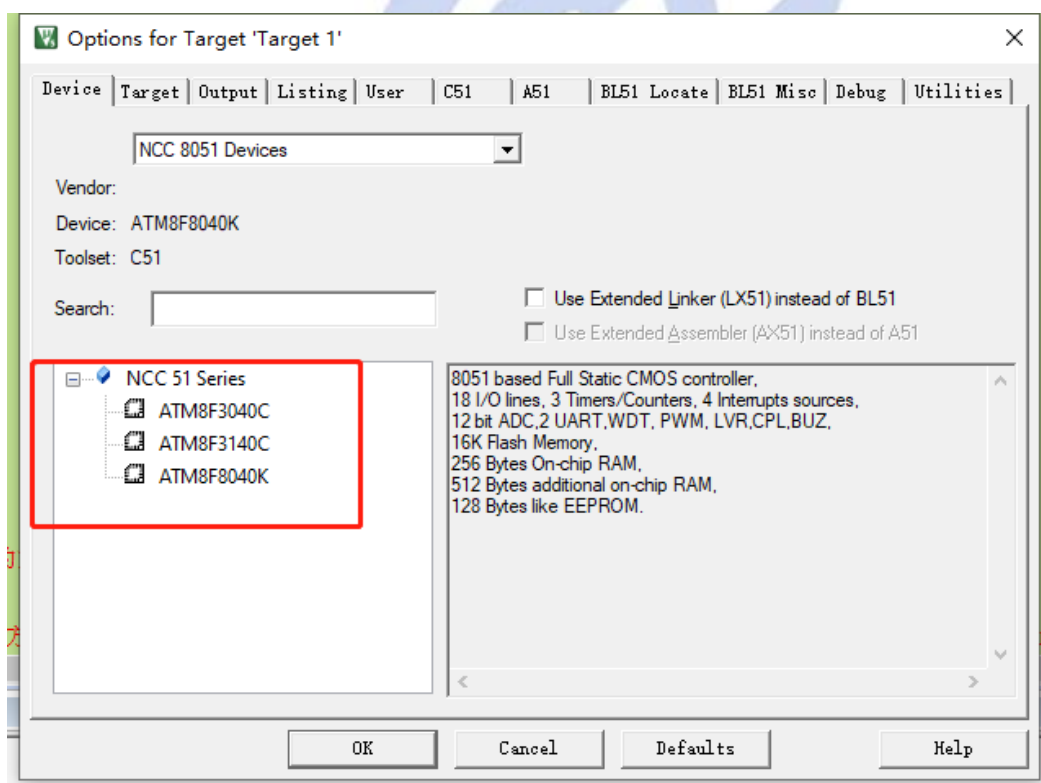 Options for Target 'Target 1'
Device Target Output Listing User C51 A51 BL51 Locate BL51 Misc Debug Utilities
NCC 8051 Devices
Vendor:
Device: ATM8F8040K
Toolset: C51
Search:
Use Extended Linker (LX51) instead of BL51
Use Extended Assembler (AX51) instead of A51
NCC 51 Series
ATM8F3040C
ATM8F3140C
ATM8F8040K
8051 based Full Static CMOS controller,
18 I/O lines, 3 Timers/Counters, 4 Interrupts sources,
12 bit ADC,2 UART,WDT, PWM, LVR,CPL,BUZ,
16K Flash Memory,
256 Bytes On-chip RAM,
512 Bytes additional on-chip RAM,
128 Bytes like EEPROM.
OK Cancel Defaults Help